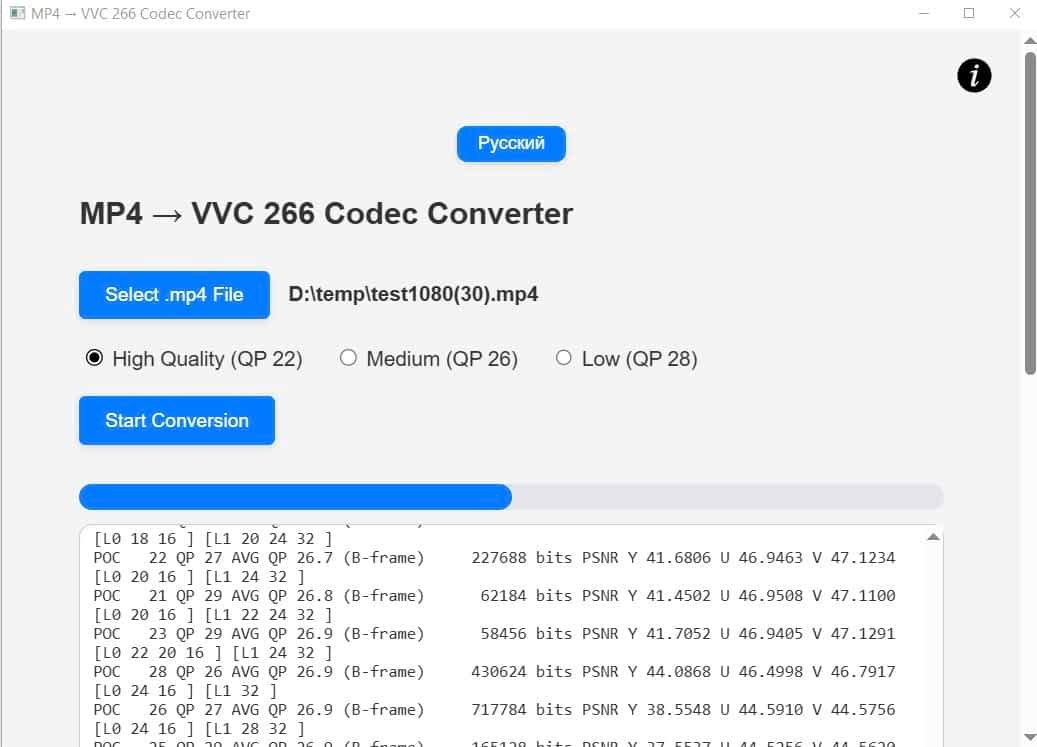 MP4 → VVC 266 Codec Converter
i
Русский
MP4 → VVC 266 Codec Converter
Select .mp4 File D:\temp\test1080(30).mp4
High Quality (QP 22) Medium (QP 26) Low (QP 28)
Start Conversion
[L0 18 16 ] [L1 20 24 32 ]
POC 22 QP 27 AVG QP 26.7 (B-frame) 227688 bits PSNR Y 41.6806 U 46.9463 V 47.1234
[L0 20 16 ] [L1 24 32 ]
POC 21 QP 29 AVG QP 26.8 (B-frame) 62184 bits PSNR Y 41.4502 U 46.9508 V 47.1100
[L0 20 16 ] [L1 22 24 32 ]
POC 23 QP 29 AVG QP 26.9 (B-frame) 58456 bits PSNR Y 41.7052 U 46.9405 V 47.1291
[L0 22 20 16 ] [L1 24 32 ]
POC 28 QP 26 AVG QP 26.9 (B-frame) 430624 bits PSNR Y 44.0868 U 46.4998 V 46.7917
[L0 24 16 ] [L1 32 ]
POC 26 QP 27 AVG QP 26.9 (B-frame) 717784 bits PSNR Y 38.5548 U 44.5910 V 44.5756
[L0 24 16 ] [L1 28 32 ]